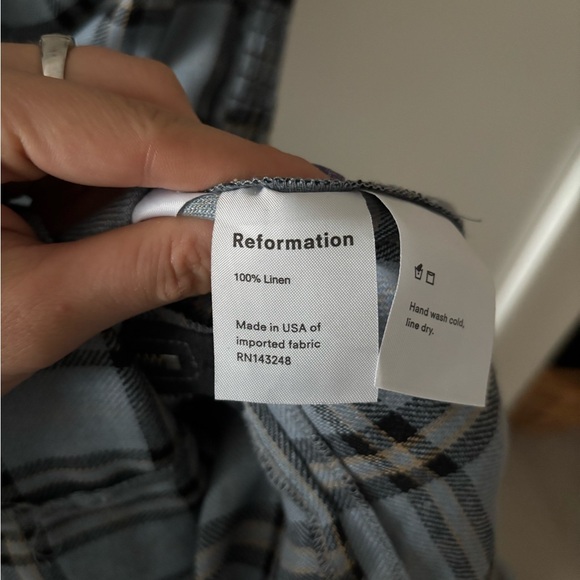 Reformation
100% Linen
Made in USA of
imported fabric
RN143248
Hand wash cold,
line dry.